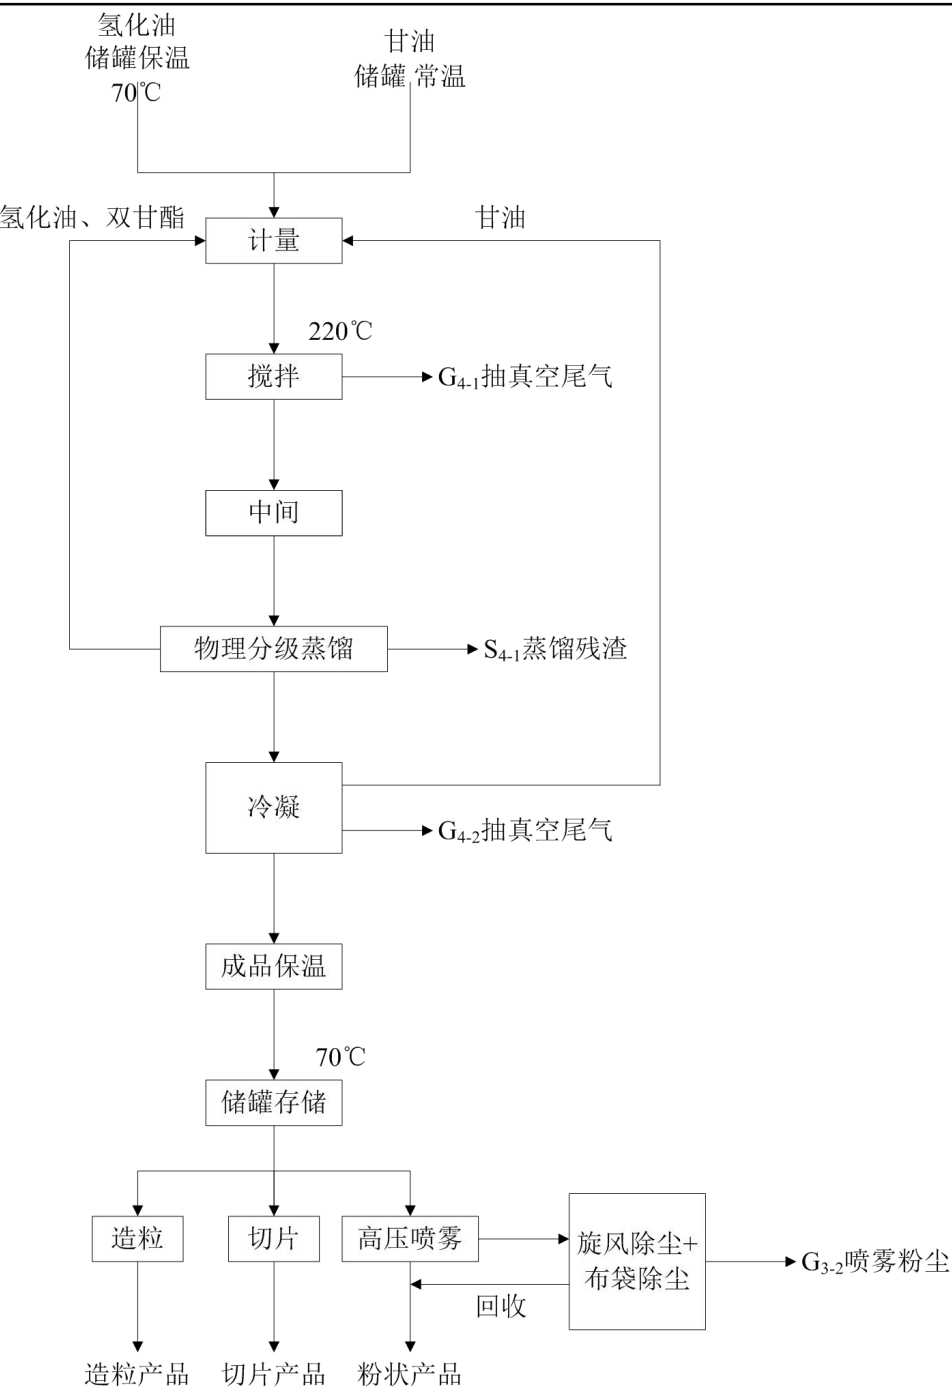 氢化油
储罐保温
70℃
甘油
储罐 常温
氢化油、双甘酯
甘油
计量
220℃
搅拌
G4-1抽真空尾气
中间
物理分级蒸馏
S4-1蒸馏残渣
冷凝
G4-2抽真空尾气
成品保温
70℃
储罐存储
造粒
切片
高压喷雾
旋风除尘+
布袋除尘
G3-2喷雾粉尘
回收
造粒产品
切片产品
粉状产品